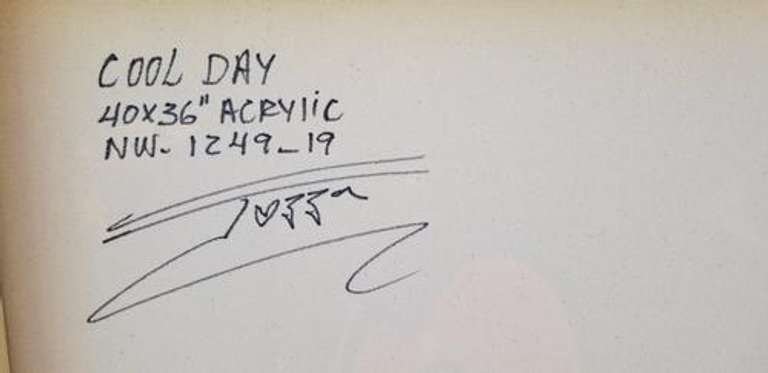 COOL DAY
40X36" ACRYliC
NW- 1249-19